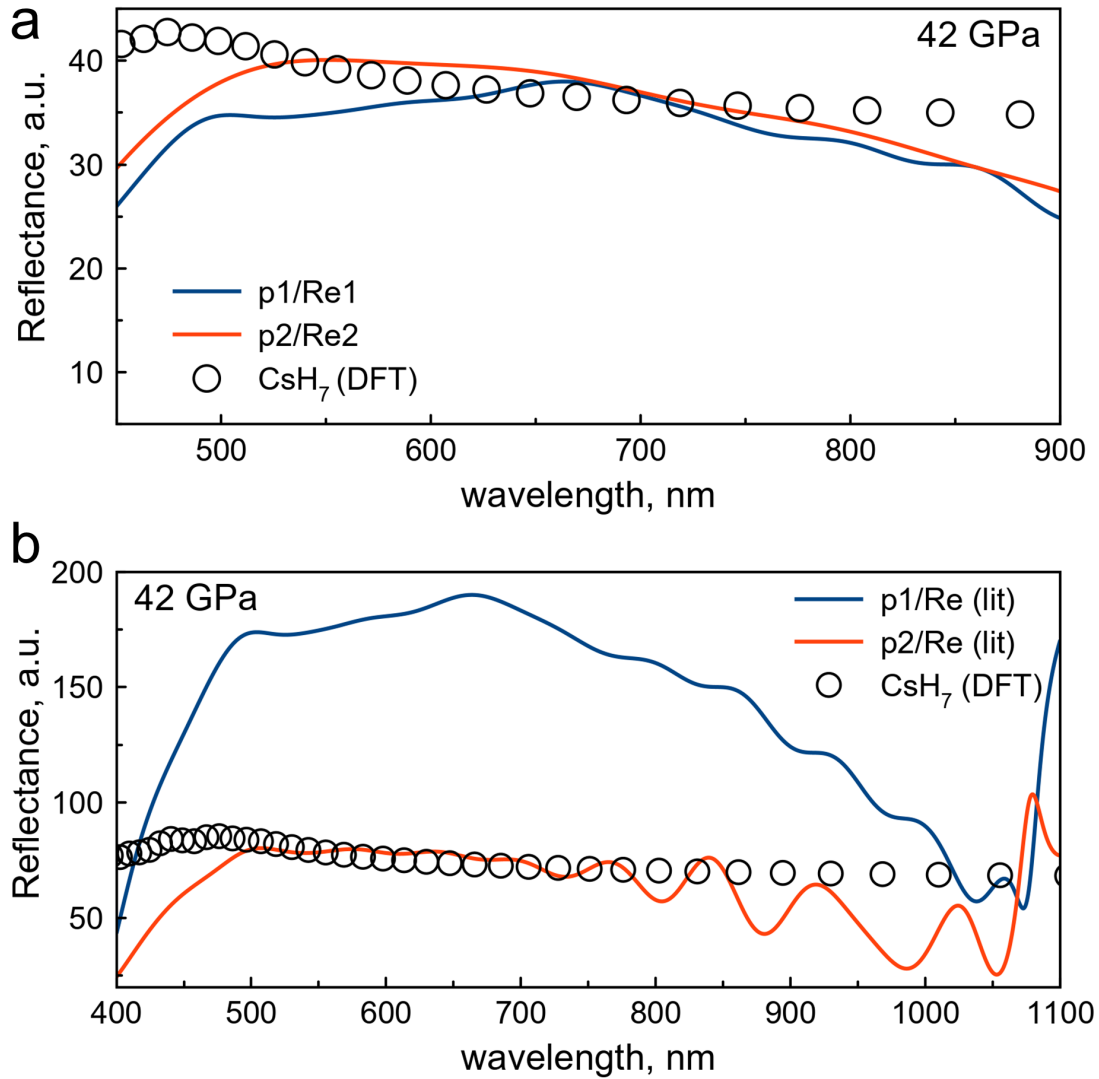 a
42 GPa
40
30
20
10
Reflectance, a.u.
p1/Re1
p2/Re2
CsH₇ (DFT)
500 600 700 800 900
wavelength, nm
b
42 GPa
200
150
100
50
Reflectance, a.u.
p1/Re (lit)
p2/Re (lit)
CsH₇ (DFT)
400 500 600 700 800 900 1000 1100
wavelength, nm